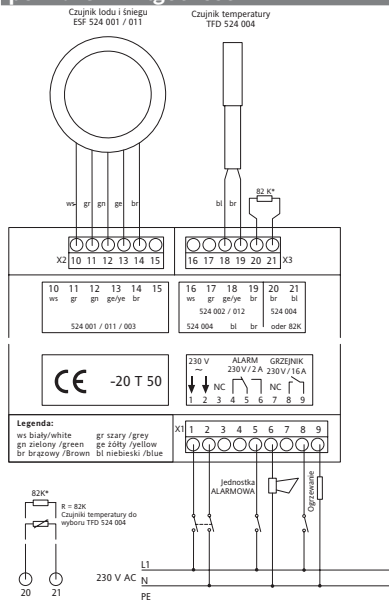 Czujnik lodu i śniegu
ESF 524 001 / 011
Czujnik temperatury
TFD 524 004
ws gr gn ge br
bl br
82 K*
X2 10 11 12 13 14 15
16 17 18 19 20 21 X3
10 11 12 13 14 15
ws gr gn ge/ye br
524 001 / 011 / 003
16 17 18 19 20 21
ws gr ge/ye br br bl
524 002 / 012 524 004
524 004 bl br oder 82K
CE -20 T 50
230 V
~
ALARM
230 V / 2 A
GRZEJNIK
230 V / 16 A
NC NC
1 2 3 4 5 6 7 8 9
Legenda:
ws biały/white gr szary /grey
gn zielony /green ge żółty /yellow
br brązowy /Brown bl niebieski /blue
X1 1 2 3 4 5 6 7 8 9
82K*
R = 82K
Czujniki temperatury do
wyboru TFD 524 004
20 21
Jednostka
ALARMOWA
Ogrzewanie
230 V AC
L1
N
PE